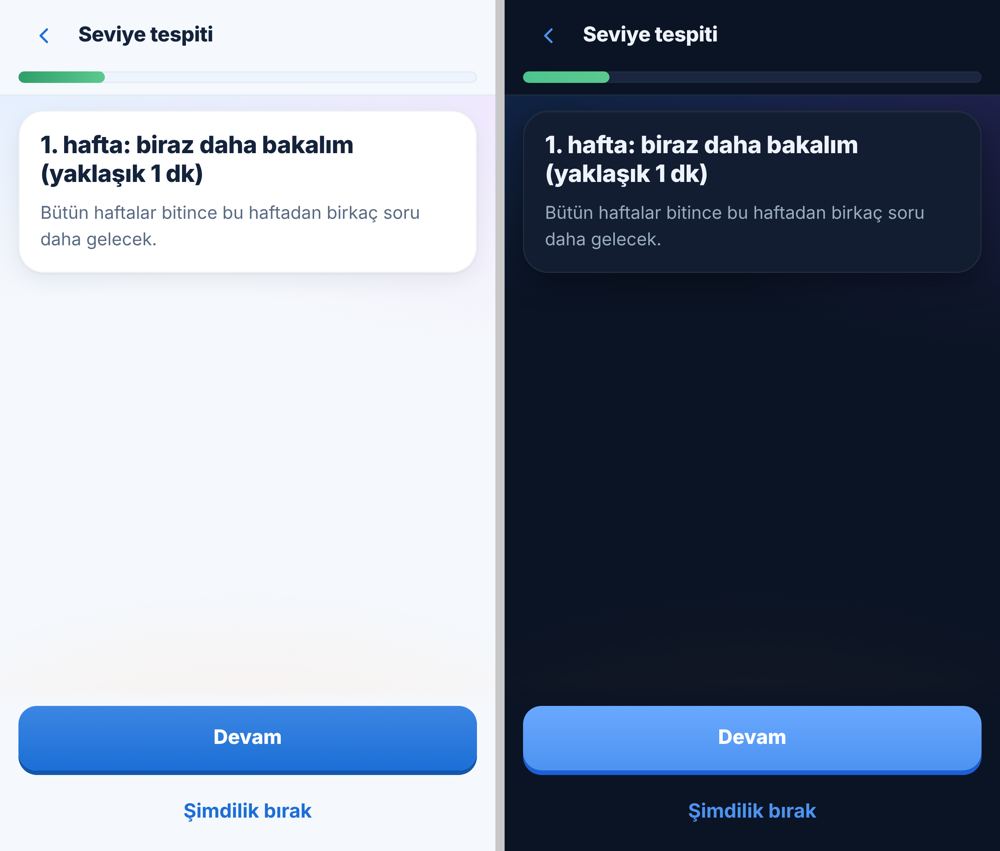 Seviye tespiti
1. hafta: biraz daha bakalım
(yaklaşık 1 dk)
Bütün haftalar bitince bu haftadan birkaç soru
daha gelecek.
Devam
Şimdilik bırak
Seviye tespiti
1. hafta: biraz daha bakalım
(yaklaşık 1 dk)
Bütün haftalar bitince bu haftadan birkaç soru
daha gelecek.
Devam
Şimdilik bırak